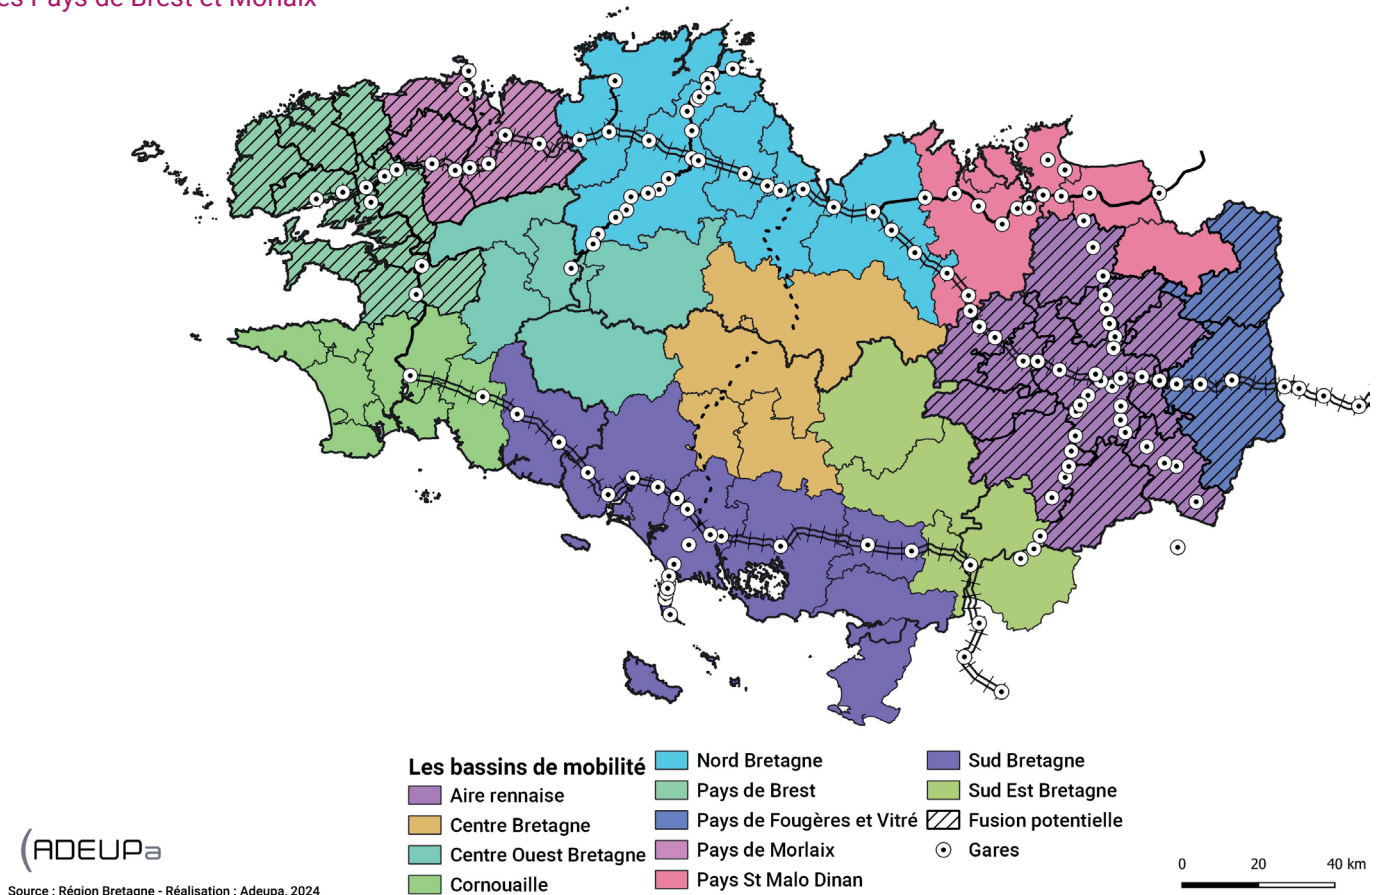 es Pays de Brest et Morlaix
Les bassins de mobilité
Aire rennaise
Centre Bretagne
Centre Ouest Bretagne
Cornouaille
Nord Bretagne
Pays de Brest
Pays de Fougères et Vitré
Pays de Morlaix
Pays St Malo Dinan
Sud Bretagne
Sud Est Bretagne
Fusion potentielle
Gares
0 20 40 km
(ADEUPa
Source : Région Bretagne - Réalisation : Adeupa, 2024